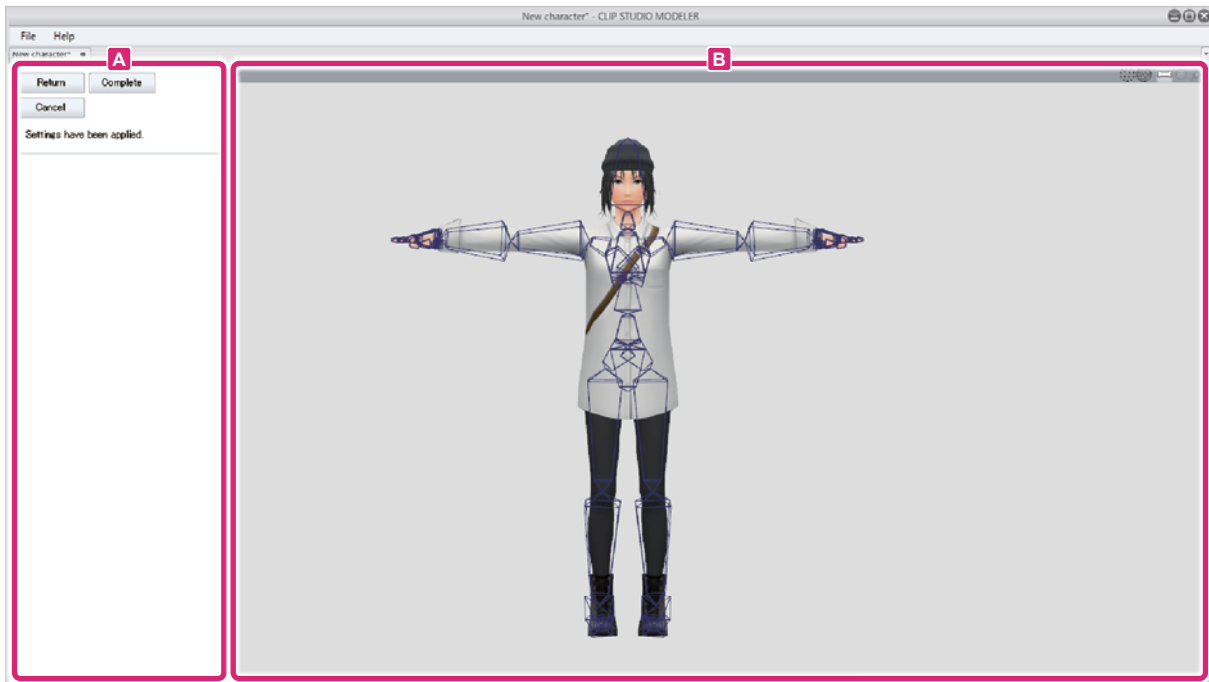 New character* - CLIP STUDIO MODELER
File Help
New character*
A
B
Return Complete
Cancel
Settings have been applied.